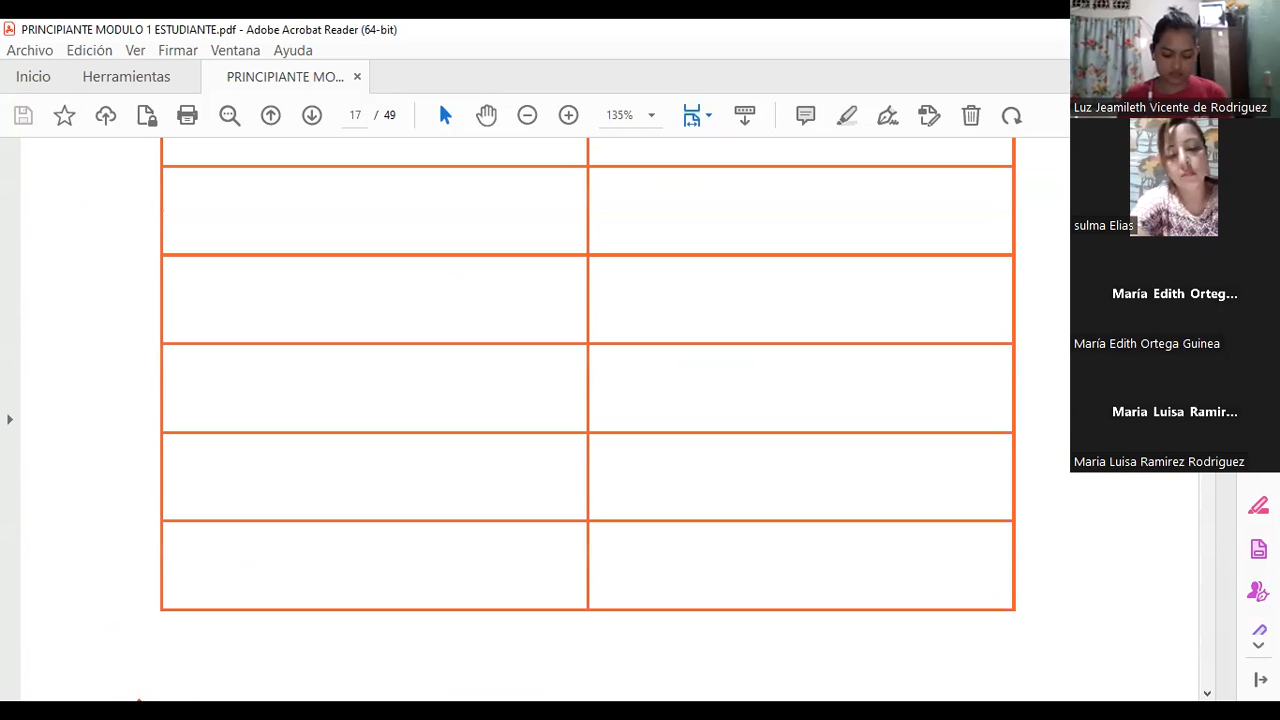 PRINCIPIANTE MODULO 1 ESTUDIANTE.pdf - Adobe Acrobat Reader (64-bit)
Archivo Edición Ver Firmar Ventana Ayuda
Inicio Herramientas PRINCIPIANTE MO... ×
17 / 49 135%
Luz Jeamileth Vicente de Rodriguez
sulma Elias
María Edith Orteg...
María Edith Ortega Guinea
Maria Luisa Ramir...
Maria Luisa Ramirez Rodriguez